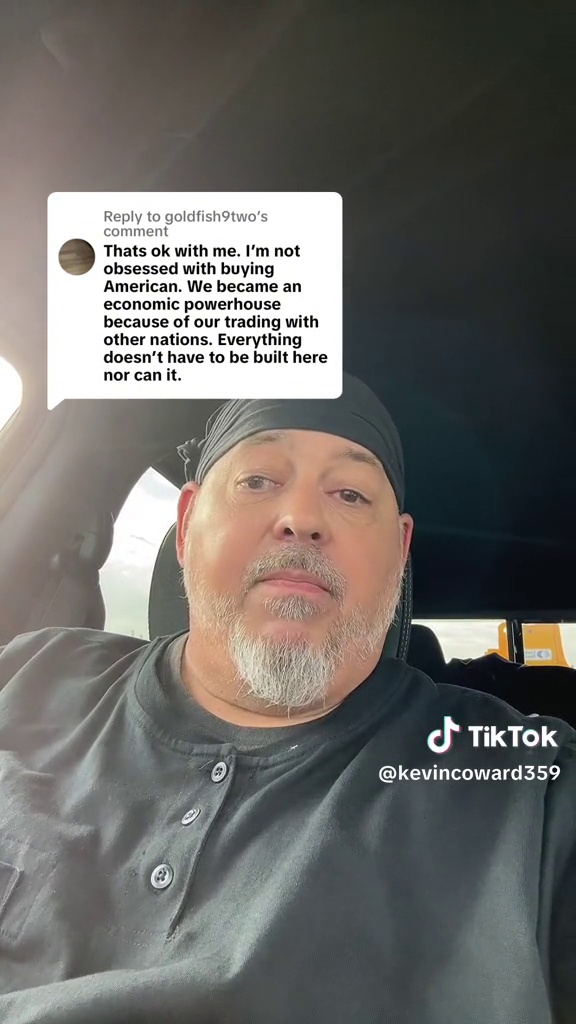 Reply to goldfish9two's
comment
Thats ok with me. I'm not
obsessed with buying
American. We became an
economic powerhouse
because of our trading with
other nations. Everything
doesn't have to be built here
nor can it.
TikTok
@kevincoward359